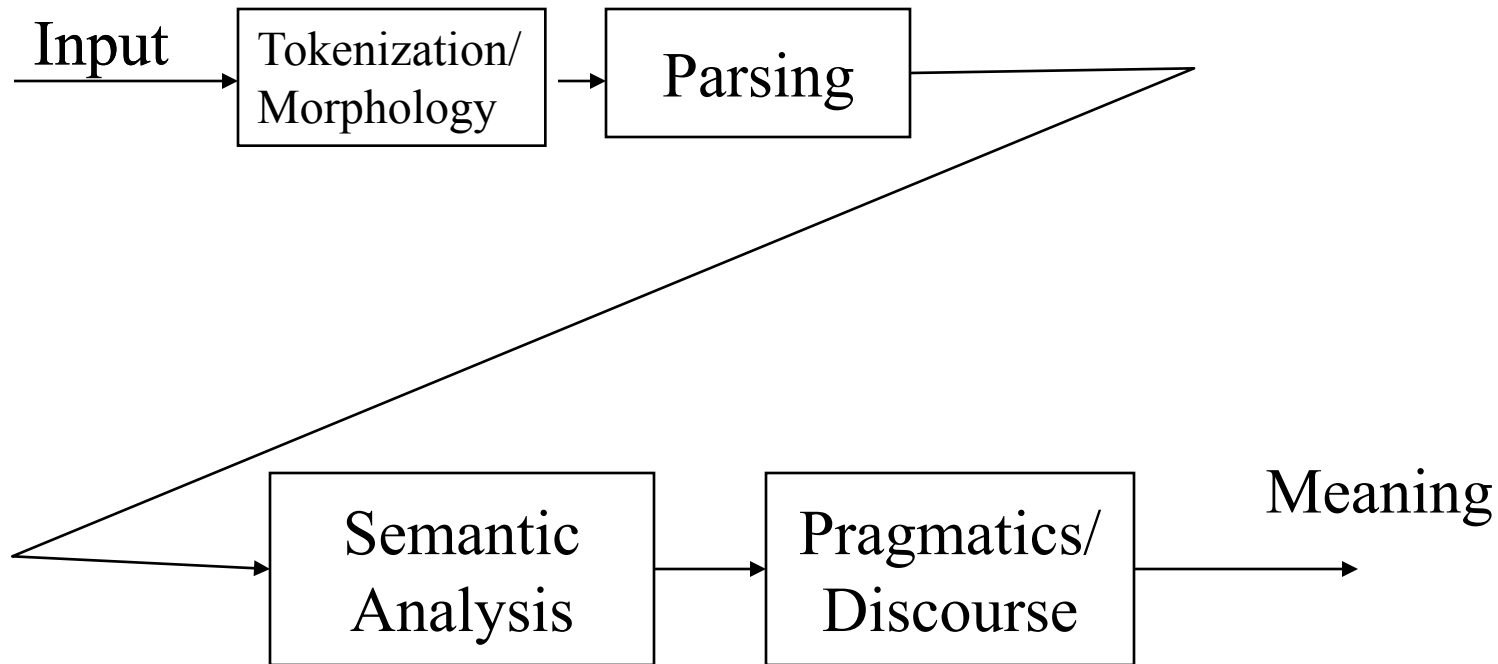 Input
Tokenization/
Morphology
Parsing
Semantic
Analysis
Pragmatics/
Discourse
Meaning